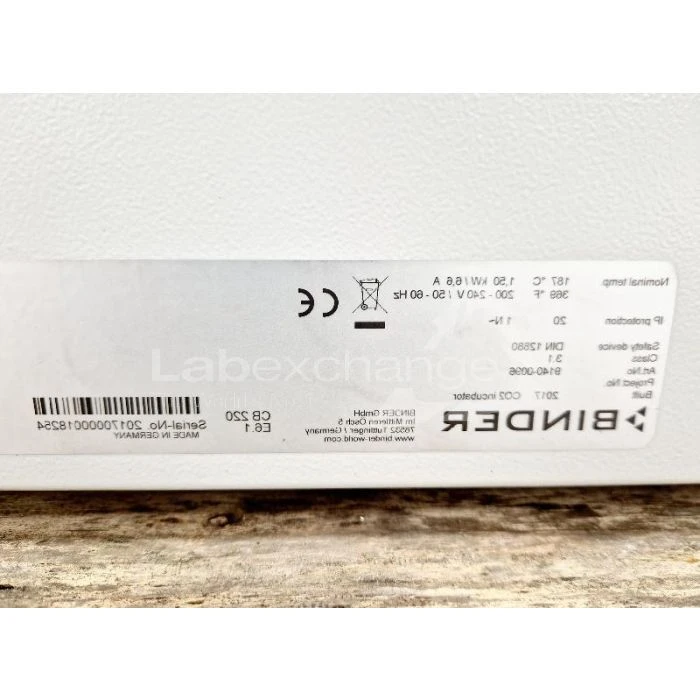 Nominal temp. 187 °C 1,50 kW / 6,6 A
369 °F 200 - 240 V / 50 - 60 Hz
IP protection 20 1 N~
Safety device DIN 12880
Class 3.1
Art.No. 9140-0096
Project.No.
Built 2017 CO2 incubator
BINDER
BINDER GmbH
Im Mittleren Ösch 5
78532 Tuttlingen / Germany
www.binder-world.com
CB 220
E6.1
Serial-No. 20170000018254
MADE IN GERMANY
CE
Labexchange